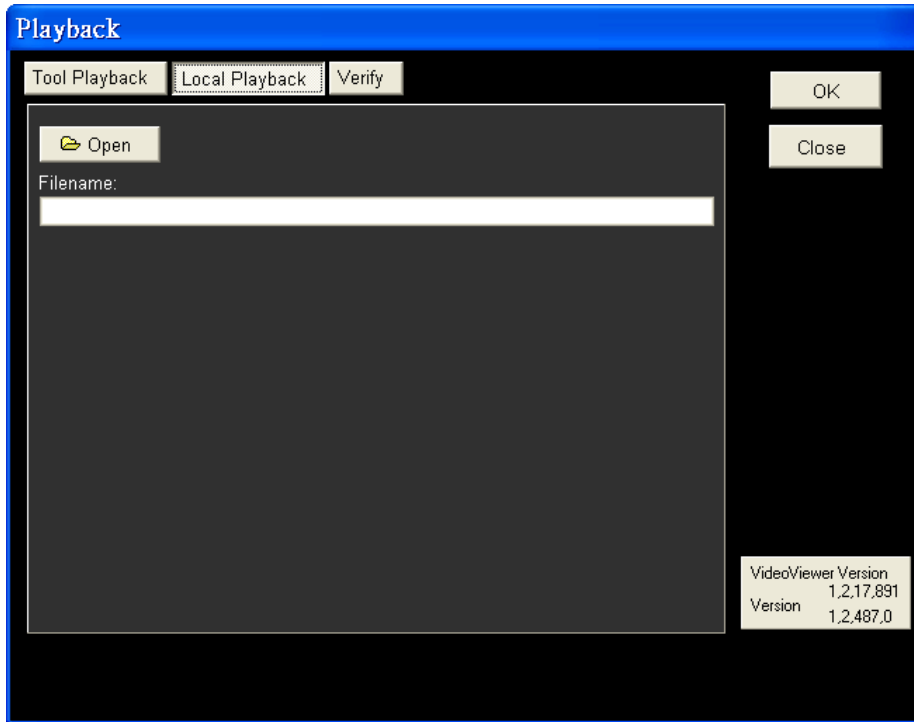 Playback
Tool Playback
Local Playback
Verify
OK
Open
Close
Filename:
VideoViewer Version
1,2,17,891
Version
1,2,487,0